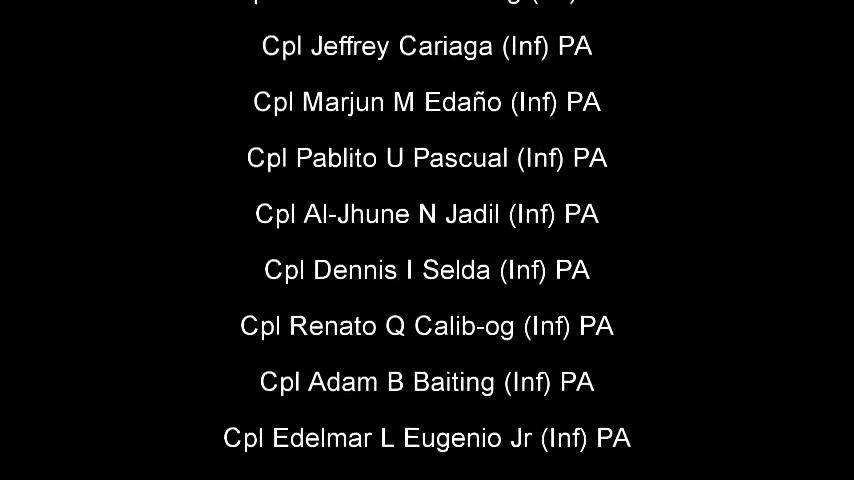 Cpl Jeffrey Cariaga (Inf) PA
Cpl Marjun M Edaño (Inf) PA
Cpl Pablito U Pascual (Inf) PA
Cpl Al-Jhune N Jadil (Inf) PA
Cpl Dennis I Selda (Inf) PA
Cpl Renato Q Calib-og (Inf) PA
Cpl Adam B Baiting (Inf) PA
Cpl Edelmar L Eugenio Jr (Inf) PA